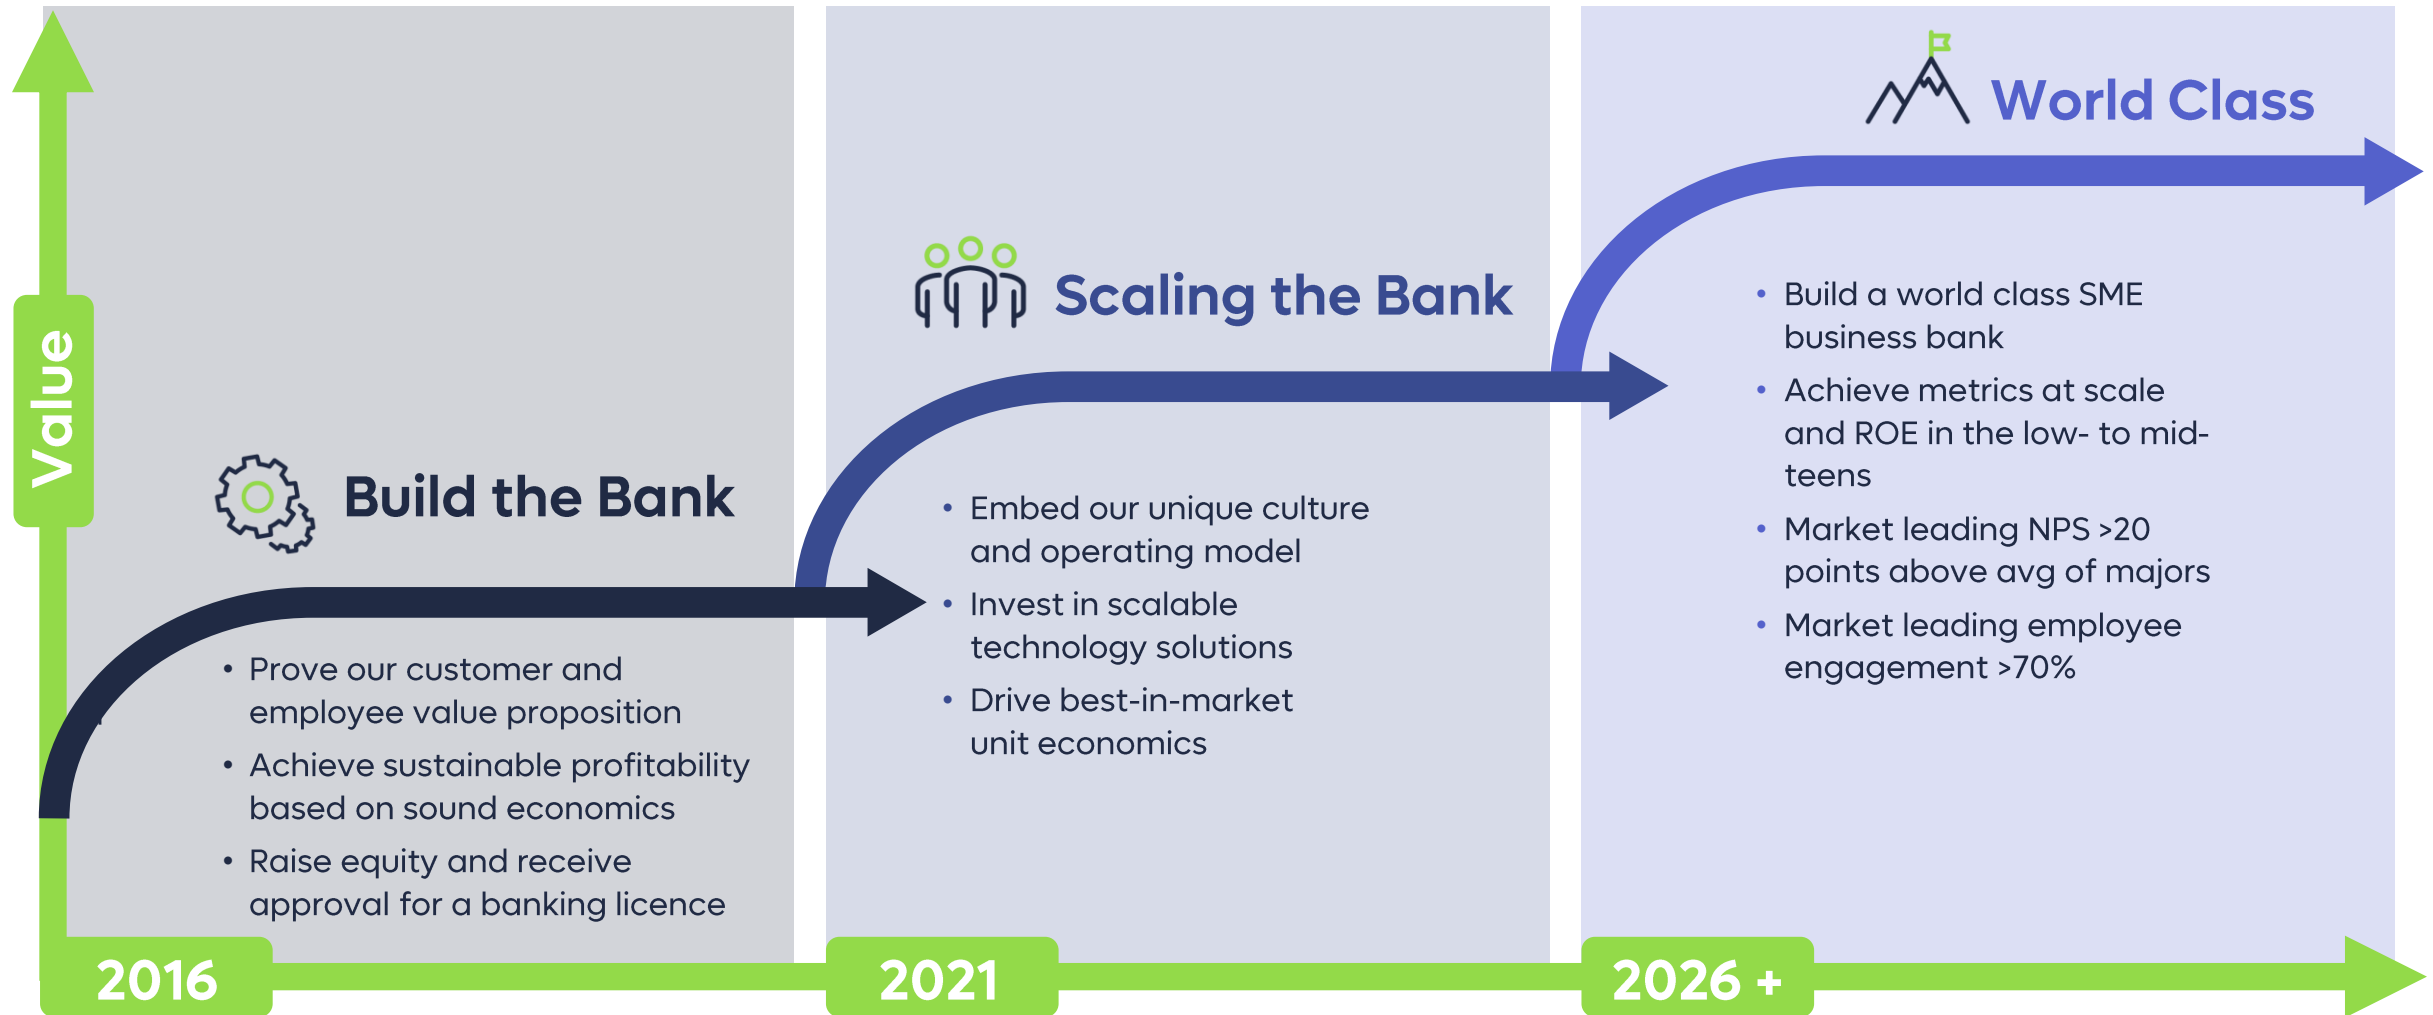 World Class
Scaling the Bank
Build the Bank
Value
• Prove our customer and
employee value proposition
• Achieve sustainable profitability
based on sound economics
• Raise equity and receive
approval for a banking licence
• Embed our unique culture
and operating model
• Invest in scalable
technology solutions
• Drive best-in-market
unit economics
• Build a world class SME
business bank
• Achieve metrics at scale
and ROE in the low- to mid-
teens
• Market leading NPS >20
points above avg of majors
• Market leading employee
engagement >70%
2016
2021
2026 +